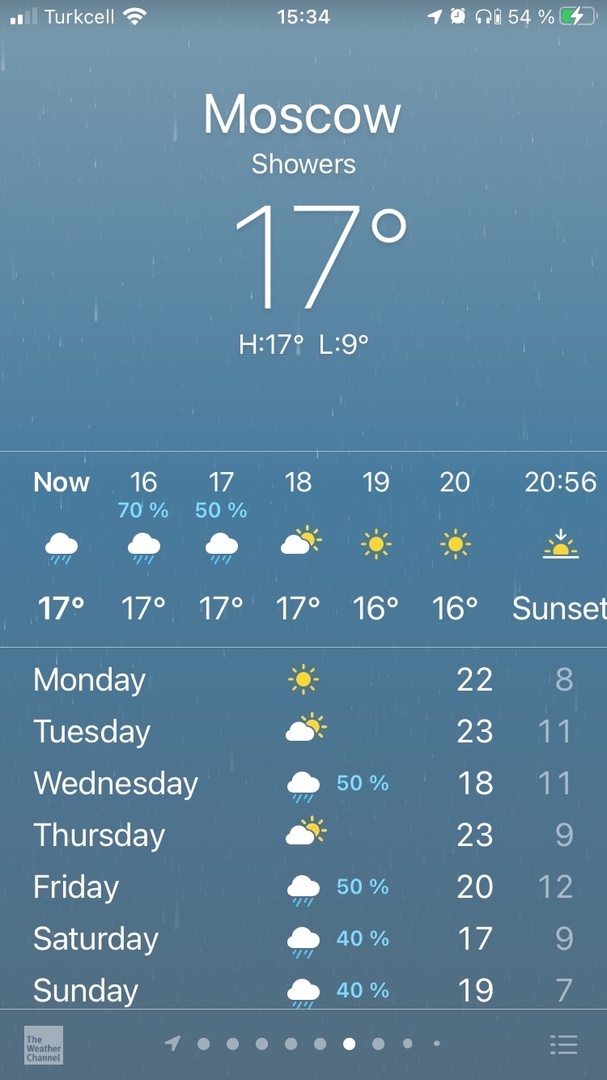 Turkcell 15:34 54 %
Moscow
Showers
17°
H:17° L:9°
Now 16 17 18 19 20 20:56
70 % 50 %
17° 17° 17° 17° 16° 16° Sunset
Monday 22 8
Tuesday 23 11
Wednesday 50 % 18 11
Thursday 23 9
Friday 50 % 20 12
Saturday 40 % 17 9
Sunday 40 % 19 7
The
Weather
Channel